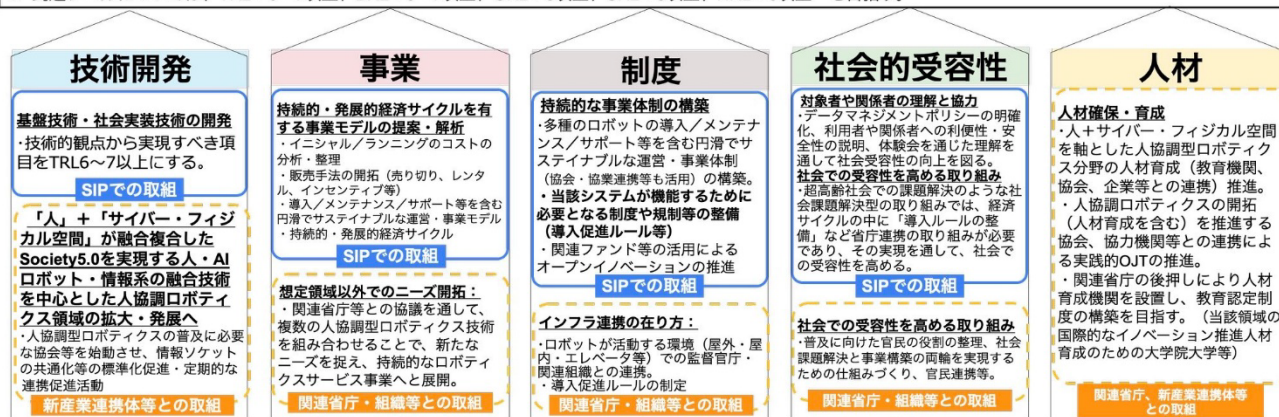 技術開発
基盤技術・社会実装技術の開発
・技術的観点から実現すべき項
目をTRL6~7以上にする。
SIPでの取組
「人」+「サイバー・フィジ
カル空間」が融合複合した
Society5.0を実現する人・AI
ロボット・情報系の融合技術
を中心とした人協調ロボティ
クス領域の拡大・発展へ
・人協調型ロボティクスの普及に必要
な協会等を始動させ、情報ソケット
の共通化等の標準化促進・定期的な
連携促進活動
新産業連携体等との取組
事業
持続的・発展的経済サイクルを有
する事業モデルの提案・解析
・イニシャル/ランニングのコストの
分析・整理
・販売手法の開拓(売り切り、レンタ
ル、インセンティブ等)
・導入/メンテナンス/サポート等を含む
円滑でサステイナブルな運営・事業モデル
・持続的・発展的経済サイクル
SIPでの取組
想定領域以外でのニーズ開拓:
・関連省庁等との協議を通して、
複数の人協調型ロボティクス技術
を組み合わせることで、新たな
ニーズを捉え、持続的なロボティ
クスサービス事業へと展開。
関連省庁・組織等との取組
制度
持続的な事業体制の構築
・多種のロボットの導入/メンテナ
ンス/サポート等を含む円滑でサ
ステイナブルな運営・事業体制
(協会・協業連携等も活用)の構築。
・当該システムが機能するために
必要となる制度や規制等の整備
(導入促進ルール等)
・関連ファンド等の活用による
オープンイノベーションの推進
SIPでの取組
インフラ連携の在り方:
・ロボットが活動する環境(屋外・屋
内・エレベータ等)での監督官庁・
関連組織との連携。
・導入促進ルールの制定
関連省庁・組織等との取組
社会的受容性
対象者や関係者の理解と協力
・データマネジメントポリシーの明確
化、利用者や関係者への利便性・安
全性の説明、体験会を通じた理解を
通して社会受容性の向上を図る。
社会での受容性を高める取り組み
・超高齢社会での課題解決のような社
会課題解決型の取り組みでは、経済
サイクルの中に「導入ルールの整
備」など省庁連携の取り組みが必要
であり、その実現を通して、社会で
の受容性を高める。
SIPでの取組
社会での受容性を高める取り組み
・普及に向けた官民の役割の整理、社会
課題解決と事業構築の両輪を実現する
ための仕組みづくり、官民連携等。
関連省庁・組織等との取組
人材
人材確保・育成
・人+サイバー・フィジカル空間
を軸とした人協調型ロボティク
ス分野の人材育成(教育機関、
協会、企業等との連携)推進。
・人協調型ロボティクスの開拓
(人材育成を含む)を推進する
協会、協力機関等との連携によ
る実践的OJTの推進。
・関連省庁の後押しにより人材
育成機関を設置し、教育認定制
度の構築を目指す。(当該領域の
国際的なイノベーション推進人材
育成のための大学院大学等)
関連省庁、新産業連携体等
との取組